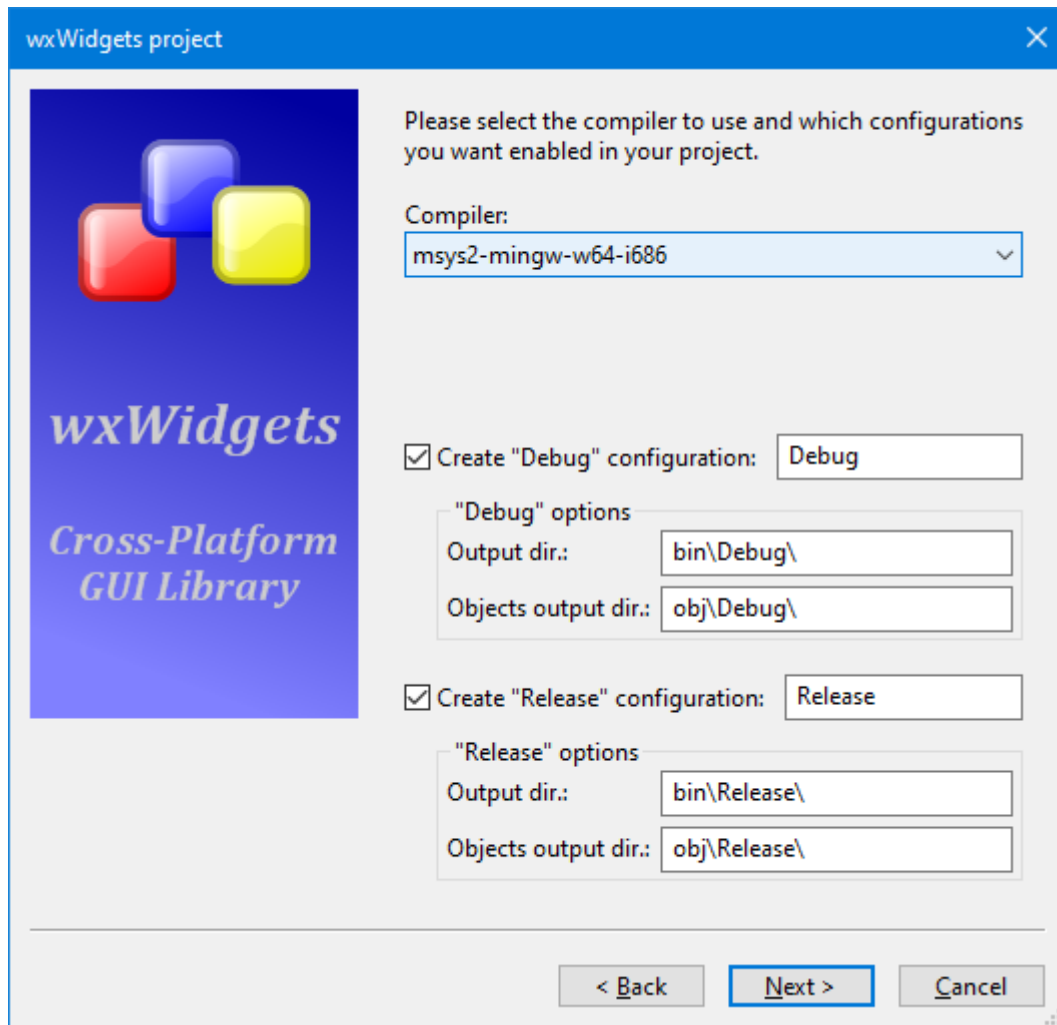 wxWidgets project
wxWidgets
Cross-Platform
GUI Library
Please select the compiler to use and which configurations
you want enabled in your project.
Compiler:
msys2-mingw-w64-i686
Create "Debug" configuration: Debug
"Debug" options
Output dir.: bin\Debug\
Objects output dir.: obj\Debug\
Create "Release" configuration: Release
"Release" options
Output dir.: bin\Release\
Objects output dir.: obj\Release\
< Back Next > Cancel